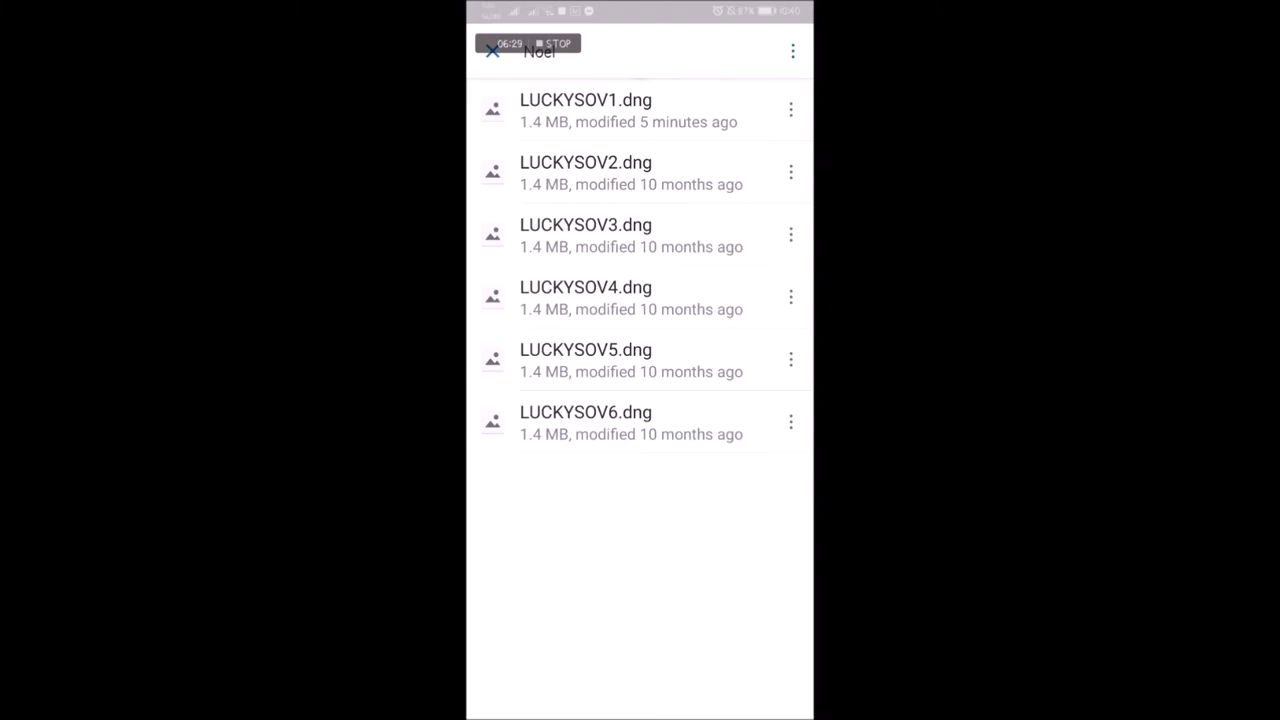 87% 10:40
06:29 STOP
Noel
LUCKYSOV1.dng
1.4 MB, modified 5 minutes ago
LUCKYSOV2.dng
1.4 MB, modified 10 months ago
LUCKYSOV3.dng
1.4 MB, modified 10 months ago
LUCKYSOV4.dng
1.4 MB, modified 10 months ago
LUCKYSOV5.dng
1.4 MB, modified 10 months ago
LUCKYSOV6.dng
1.4 MB, modified 10 months ago